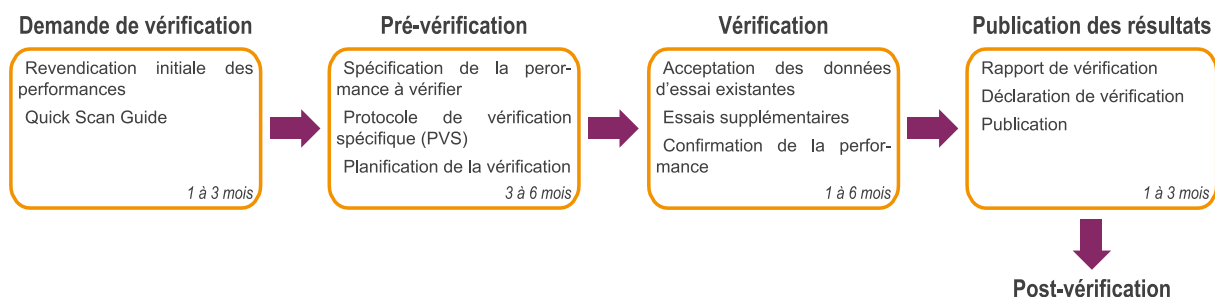 Demande de vérification
Revendication initiale des
performances
Quick Scan Guide
1 à 3 mois
Pré-vérification
Spécification de la peror-
mance à vérifier
Protocole de vérification
spécifique (PVS)
Planification de la vérification
3 à 6 mois
Vérification
Acceptation des données
d'essai existantes
Essais supplémentaires
Confirmation de la perfor-
mance
1 à 6 mois
Publication des résultats
Rapport de vérification
Déclaration de vérification
Publication
1 à 3 mois
Post-vérification